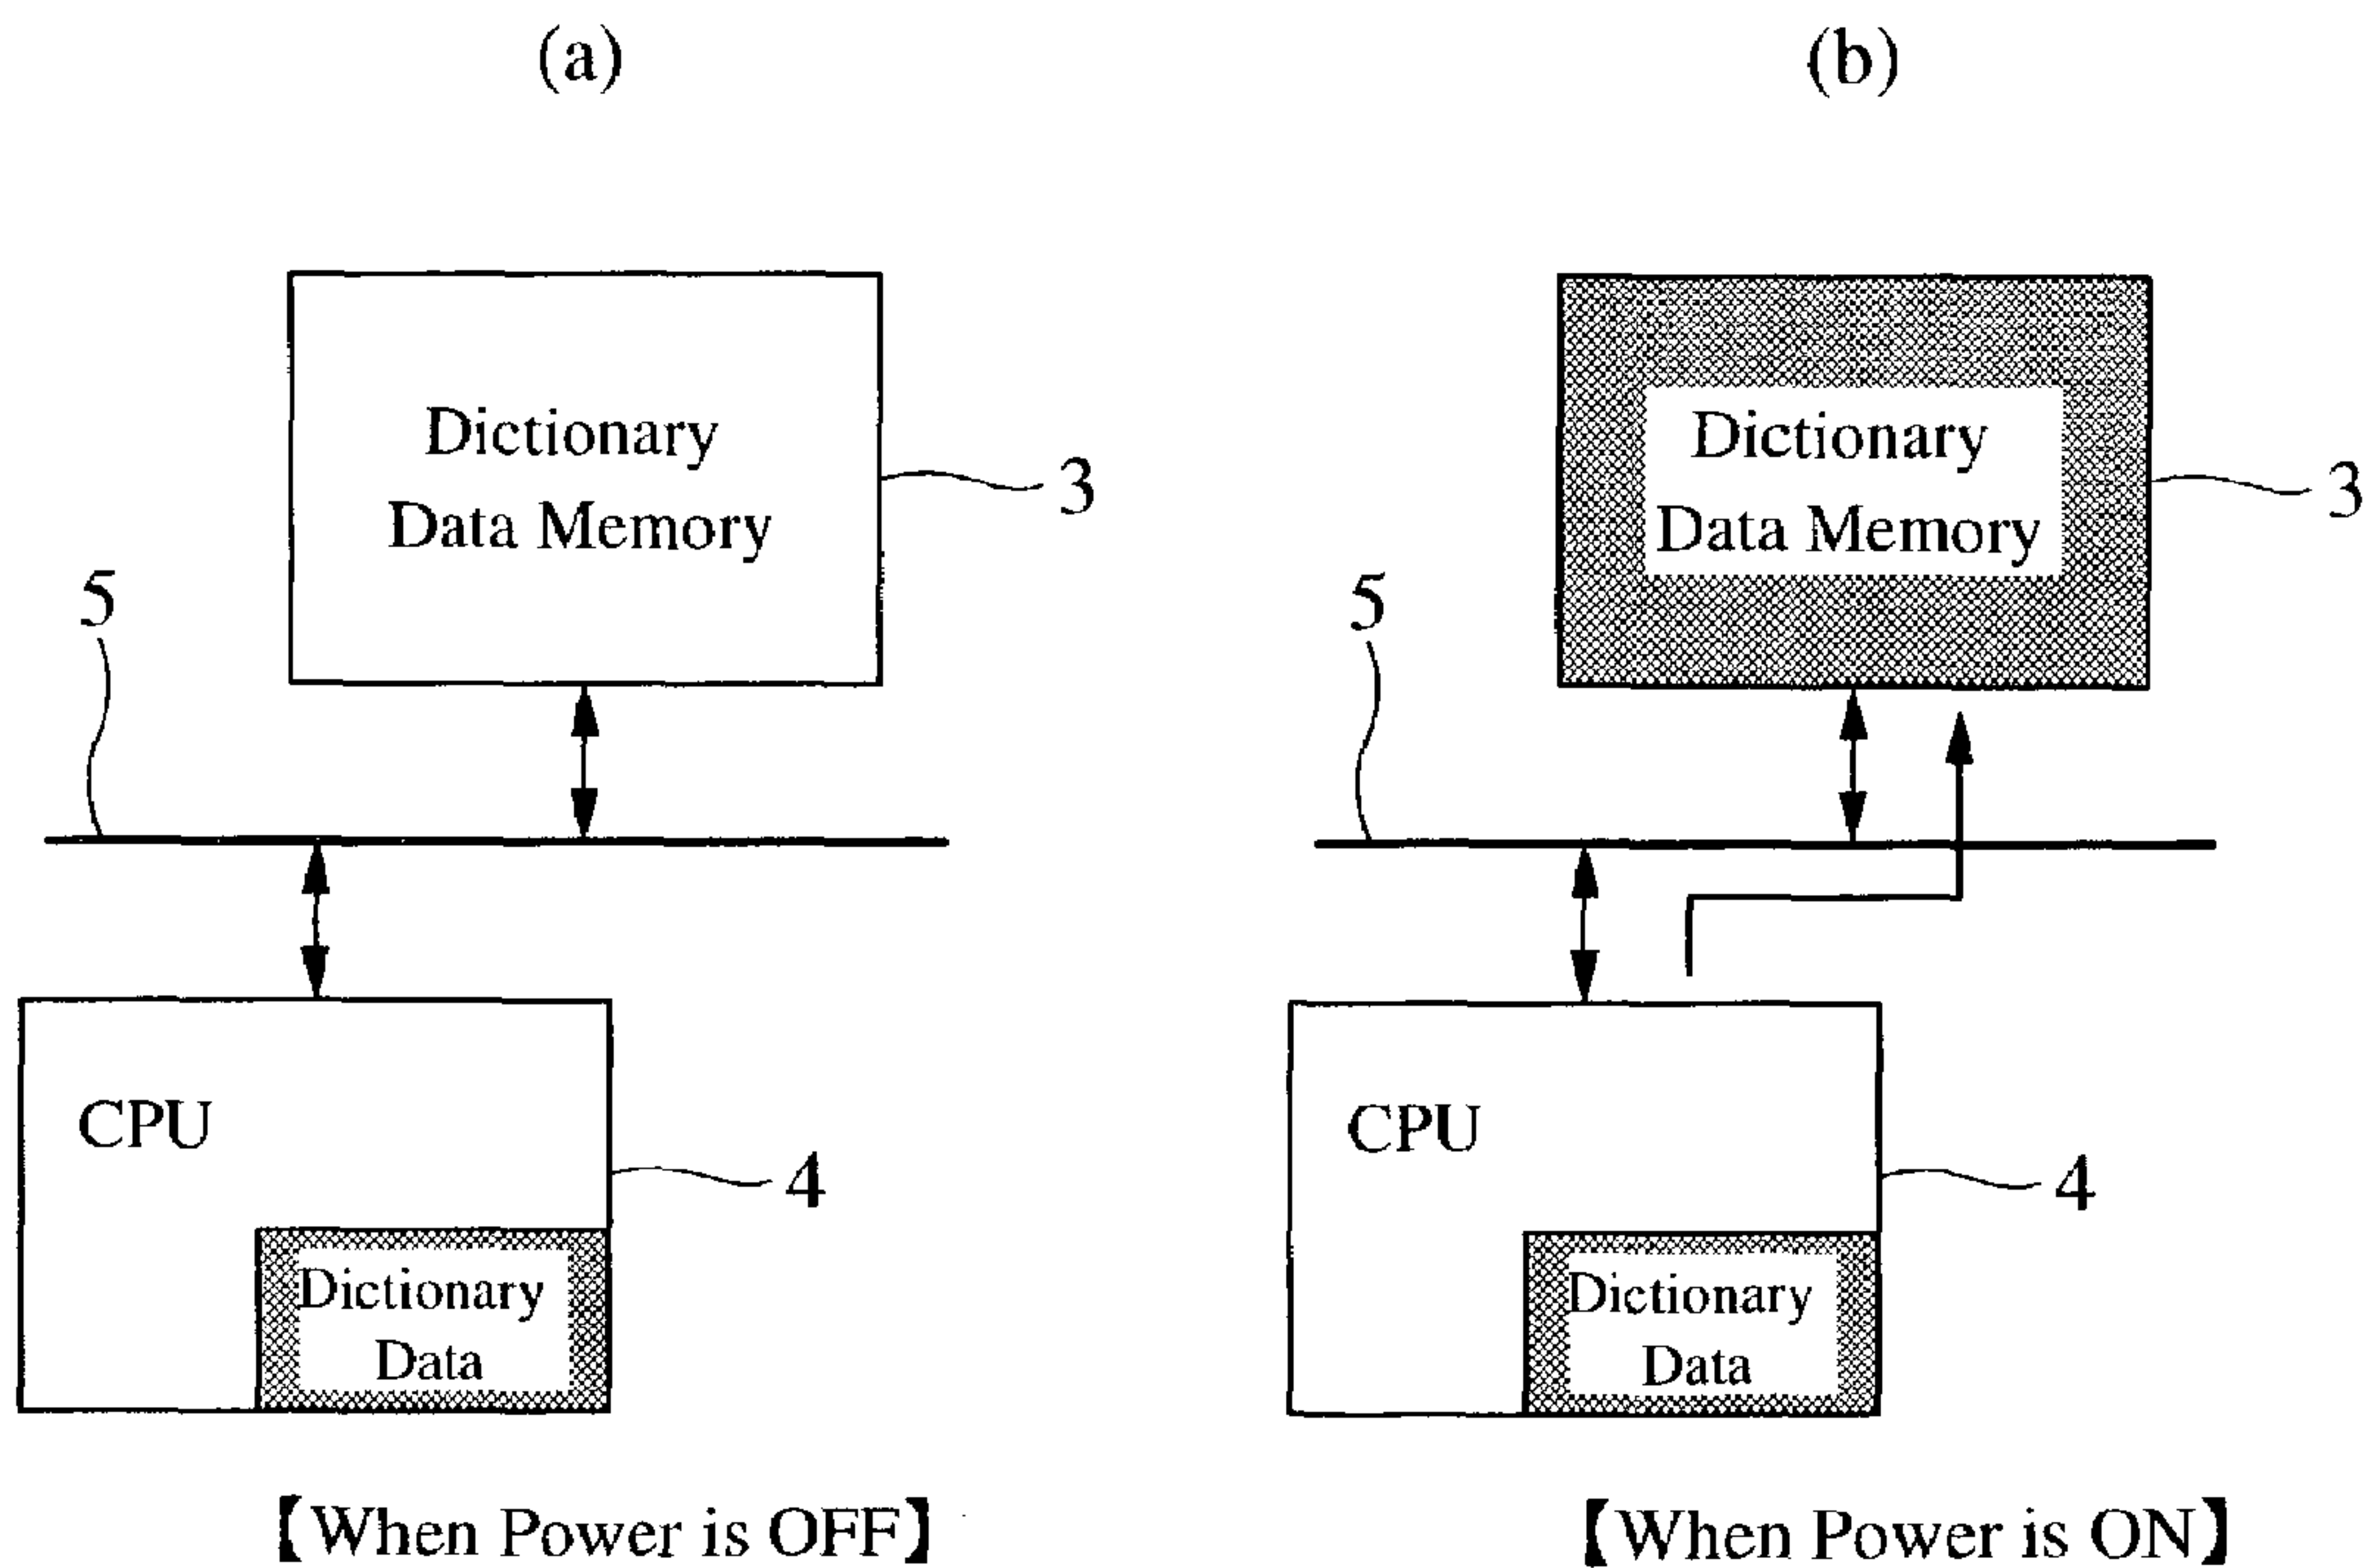 (a)
Dictionary
Data Memory
3
5
CPU
4
Dictionary
Data
【When Power is OFF】
(b)
Dictionary
Data Memory
3
5
CPU
4
Dictionary
Data
【When Power is ON】